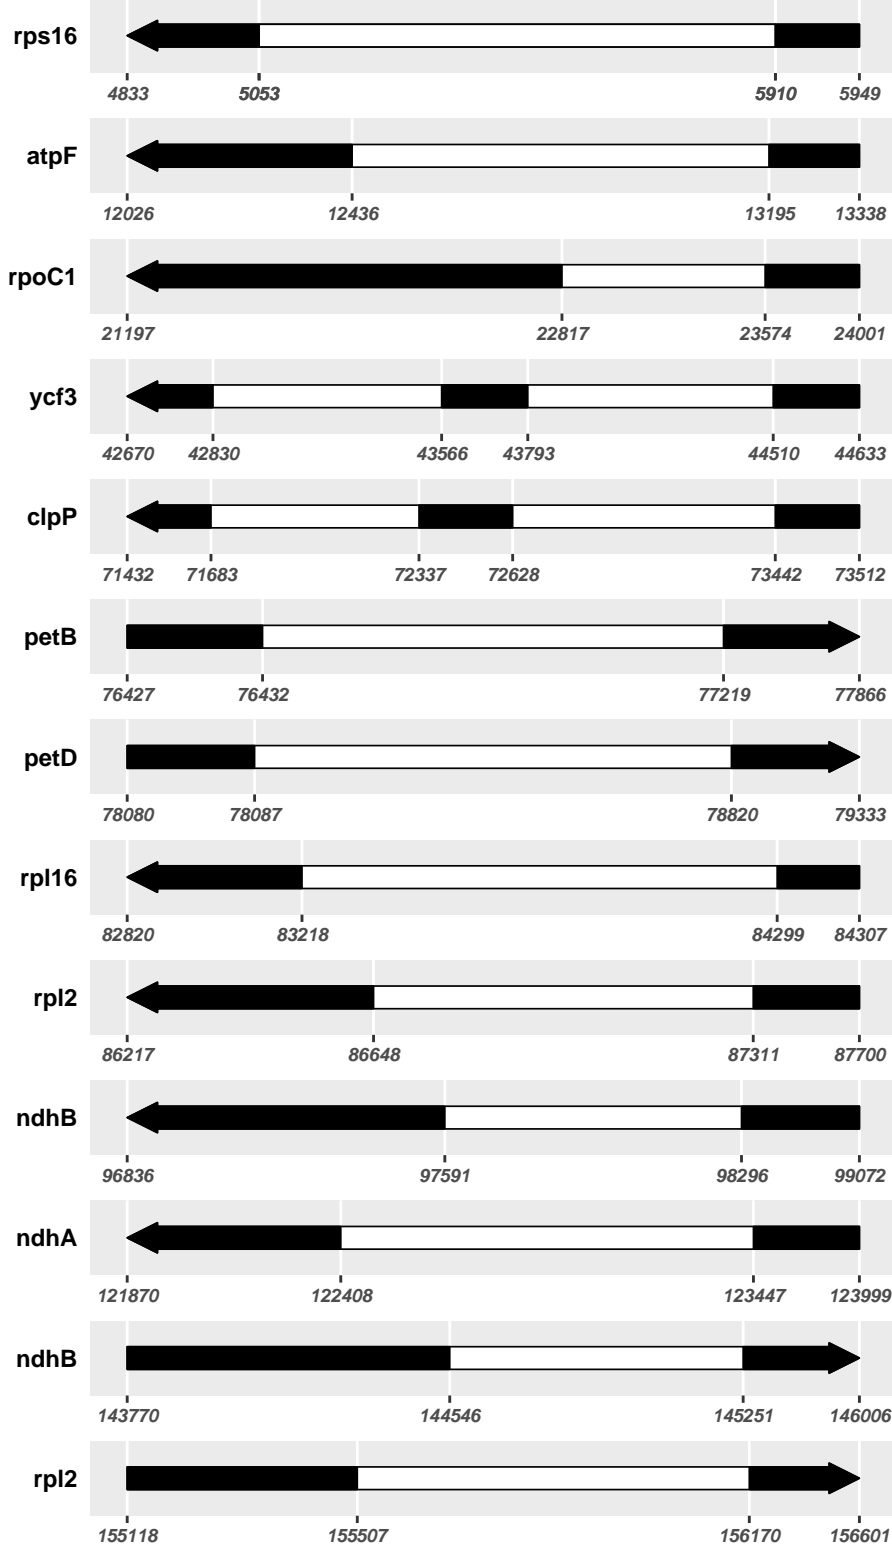 rps16
4833 5053 5910 5949
atpF
12026 12436 13195 13338
rpoC1
21197 22817 23574 24001
ycf3
42670 42830 43566 43793 44510 44633
clpP
71432 71683 72337 72628 73442 73512
petB
76427 76432 77219 77866
petD
78080 78087 78820 79333
rpl16
82820 83218 84299 84307
rpl2
86217 86648 87311 87700
ndhB
96836 97591 98296 99072
ndhA
121870 122408 123447 123999
ndhB
143770 144546 145251 146006
rpl2
155118 155507 156170 156601